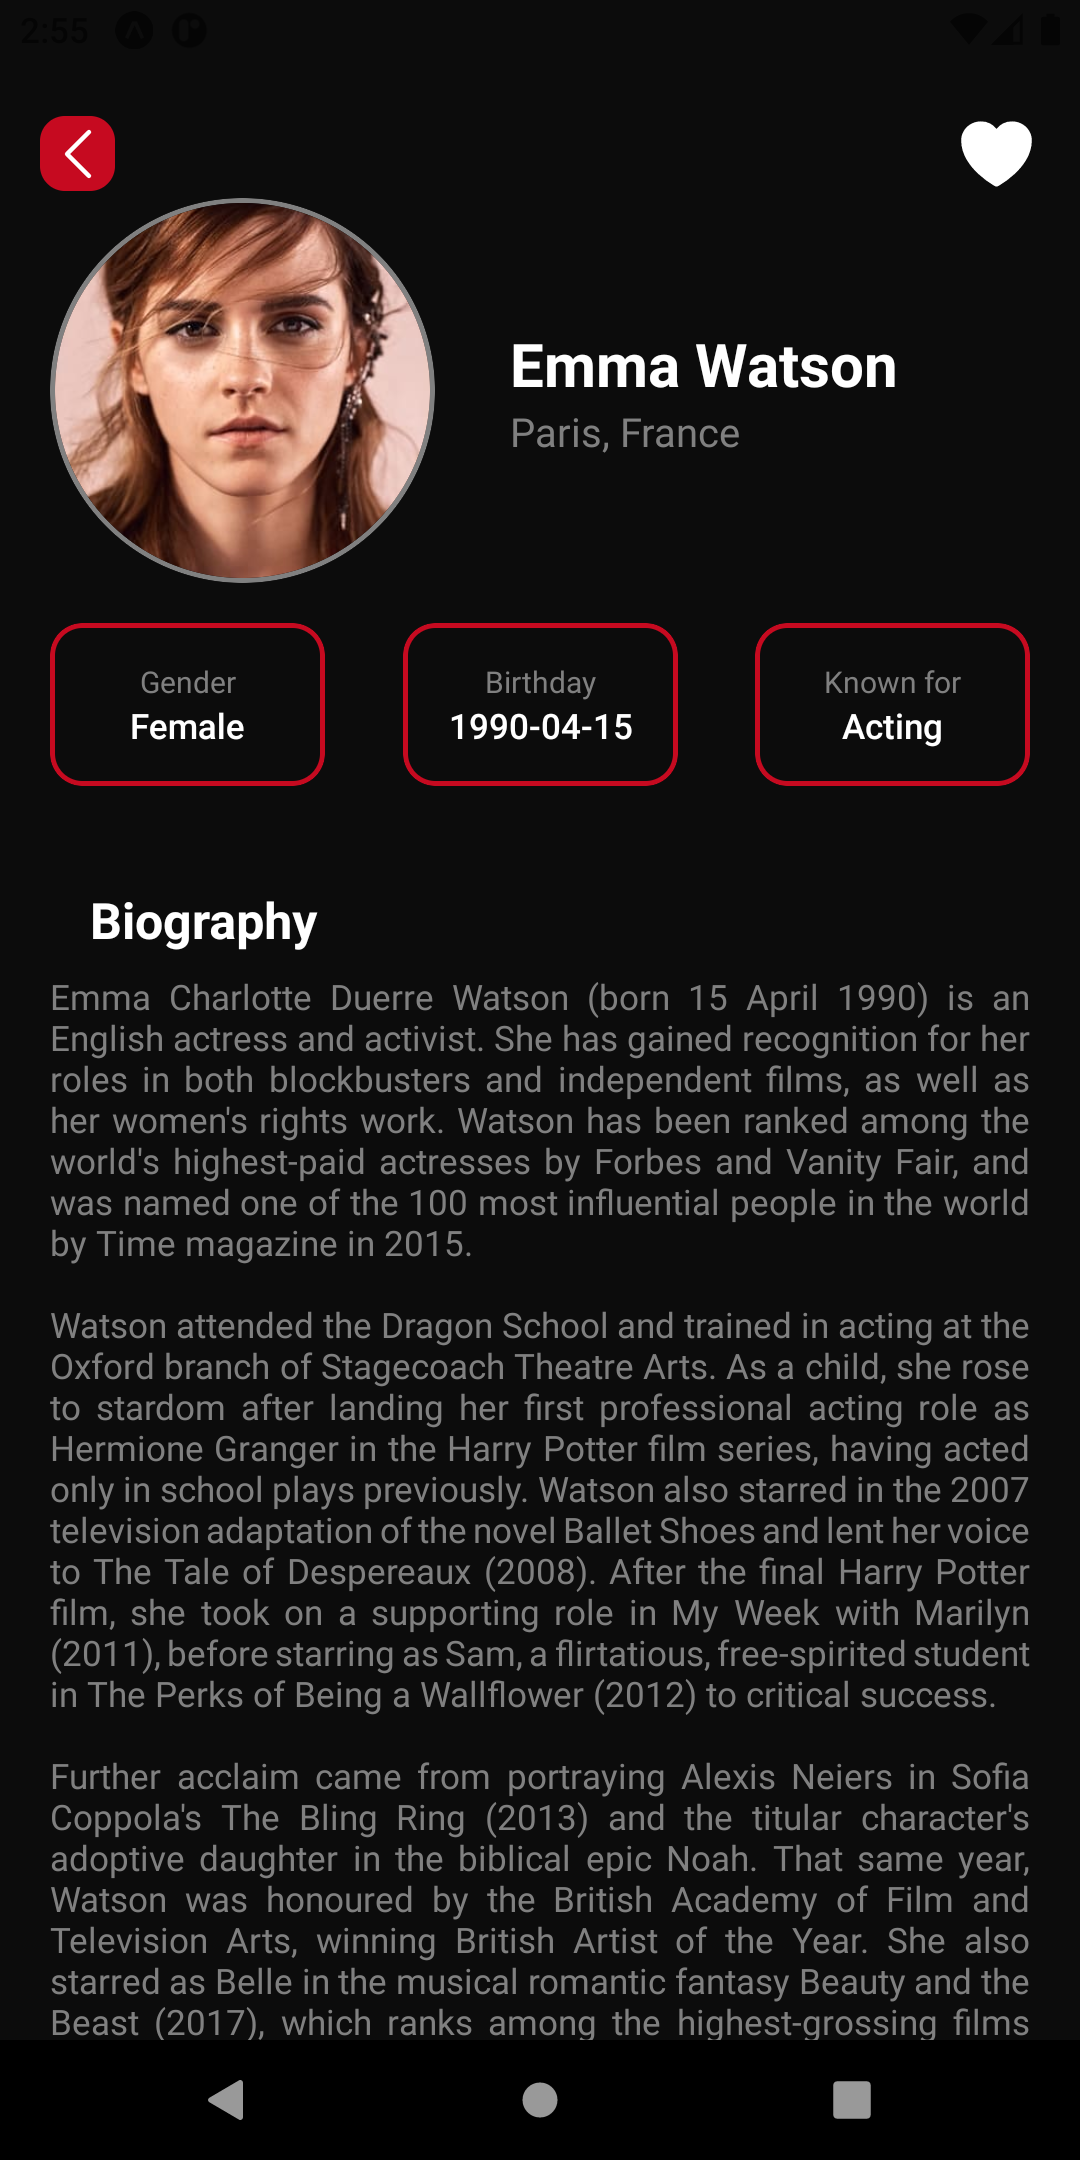 2:55
Emma Watson
Paris, France
Gender
Female
Birthday
1990-04-15
Known for
Acting
Biography
Emma Charlotte Duerre Watson (born 15 April 1990) is an
English actress and activist. She has gained recognition for her
roles in both blockbusters and independent films, as well as
her women's rights work. Watson has been ranked among the
world's highest-paid actresses by Forbes and Vanity Fair, and
was named one of the 100 most influential people in the world
by Time magazine in 2015.
Watson attended the Dragon School and trained in acting at the
Oxford branch of Stagecoach Theatre Arts. As a child, she rose
to stardom after landing her first professional acting role as
Hermione Granger in the Harry Potter film series, having acted
only in school plays previously. Watson also starred in the 2007
television adaptation of the novel Ballet Shoes and lent her voice
to The Tale of Despereaux (2008). After the final Harry Potter
film, she took on a supporting role in My Week with Marilyn
(2011), before starring as Sam, a flirtatious, free-spirited student
in The Perks of Being a Wallflower (2012) to critical success.
Further acclaim came from portraying Alexis Neiers in Sofia
Coppola's The Bling Ring (2013) and the titular character's
adoptive daughter in the biblical epic Noah. That same year,
Watson was honoured by the British Academy of Film and
Television Arts, winning British Artist of the Year. She also
starred as Belle in the musical romantic fantasy Beauty and the
Beast (2017), which ranks among the highest-grossing films